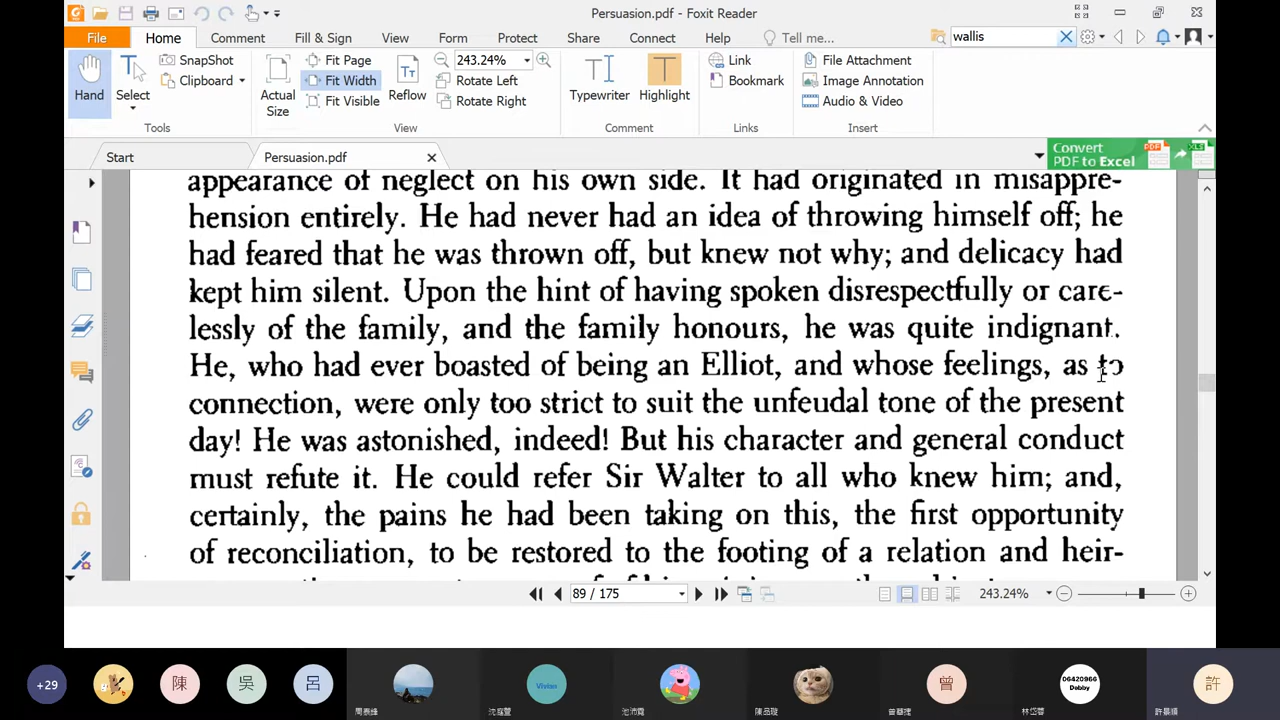 Persuasion.pdf - Foxit Reader
File Home Comment Fill & Sign View Form Protect Share Connect Help Tell me... wallis
Hand
Select
SnapShot
Clipboard
Actual Size
Fit Page
Fit Width
Fit Visible
Reflow
243.24%
Rotate Left
Rotate Right
Typewriter
Highlight
Link
Bookmark
File Attachment
Image Annotation
Audio & Video
Tools View Comment Links Insert
Start Persuasion.pdf
Convert
PDF to Excel
PDF
XLS
appearance of neglect on his own side. It had originated in misappre-
hension entirely. He had never had an idea of throwing himself off; he
had feared that he was thrown off, but knew not why; and delicacy had
kept him silent. Upon the hint of having spoken disrespectfully or care-
lessly of the family, and the family honours, he was quite indignant.
He, who had ever boasted of being an Elliot, and whose feelings, as to
connection, were only too strict to suit the unfeudal tone of the present
day! He was astonished, indeed! But his character and general conduct
must refute it. He could refer Sir Walter to all who knew him; and,
certainly, the pains he had been taking on this, the first opportunity
of reconciliation, to be restored to the footing of a relation and heir-
89 / 175 243.24%
+29 陳 吳 呂 Vivian 曾 06420966 Debby 許